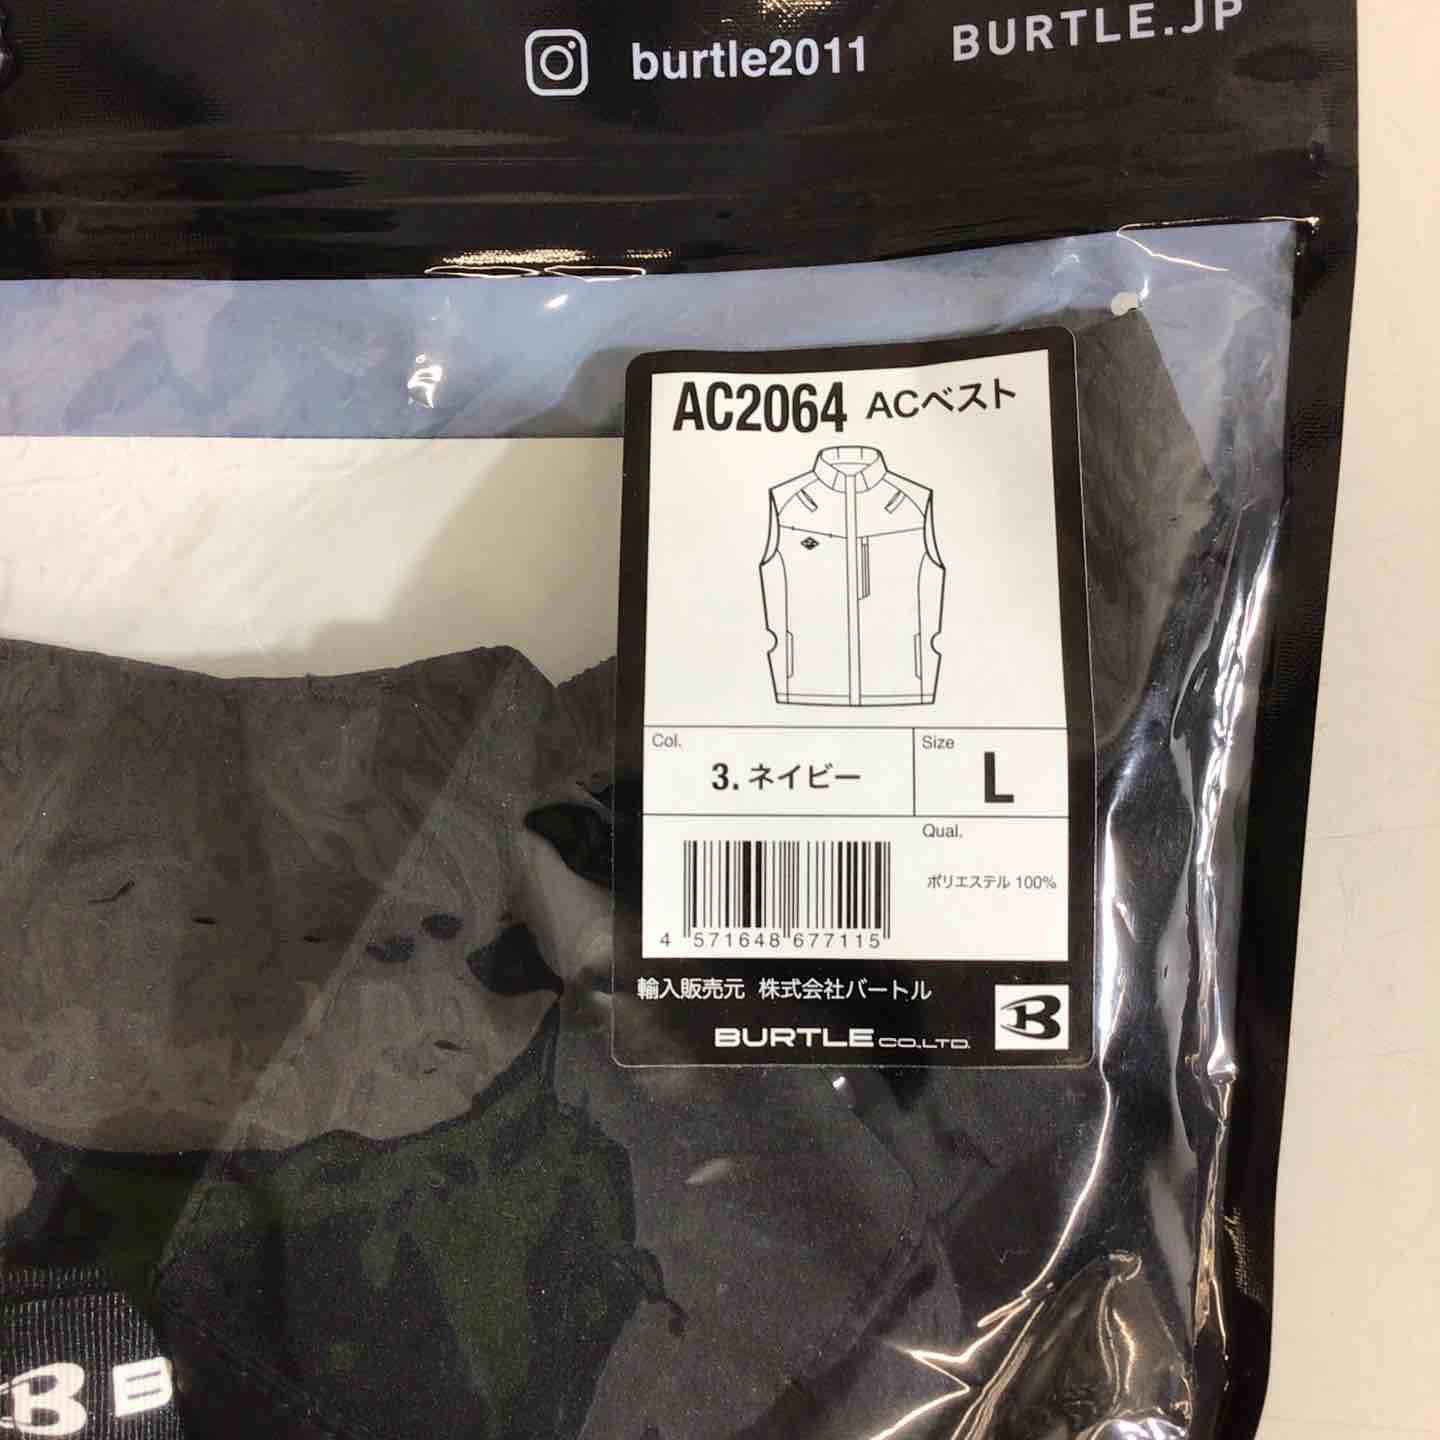 burtle2011
BURTLE.JP
AC2064 ACベスト
Col.
3. ネイビー
Size
L
Qual.
ポリエステル 100%
4 571648 677115
輸入販売元 株式会社バートル
BURTLE CO.,LTD.
B
B B